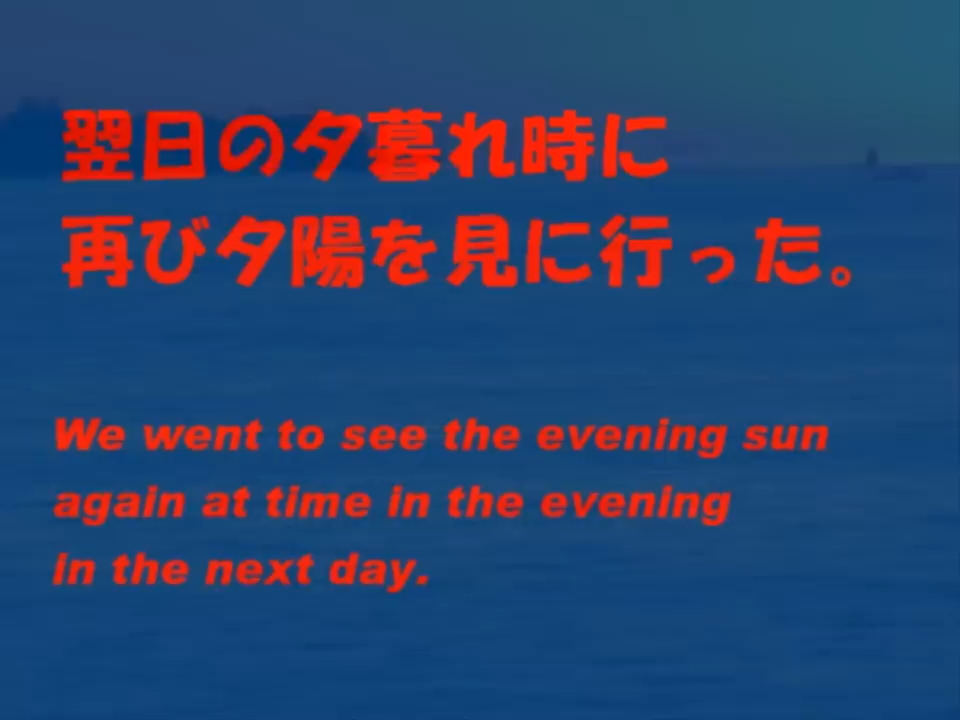 翌日の夕暮れ時に
再び夕陽を見に行った。
We went to see the evening sun
again at time in the evening
in the next day.